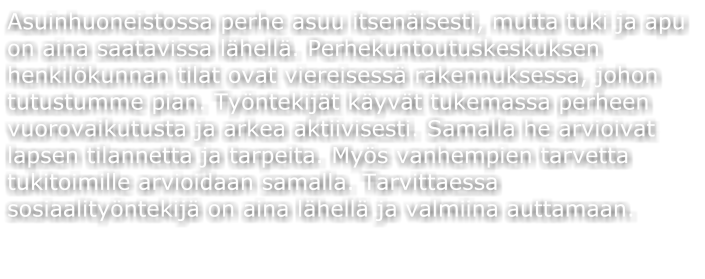 Asuinhuoneistossa perhe asuu itsenäisesti, mutta tuki ja apu
on aina saatavissa lähellä. Perhekuntoutuskeskuksen
henkilökunnan tilat ovat viereisessä rakennuksessa, johon
tutustumme pian. Työntekijät käyvät tukemassa perheen
vuorovaikutusta ja arkea aktiivisesti. Samalla he arvioivat
lapsen tilannetta ja tarpeita. Myös vanhempien tarvetta
tukitoimille arvioidaan samalla. Tarvittaessa
sosiaalityöntekijä on aina lähellä ja valmiina auttamaan.